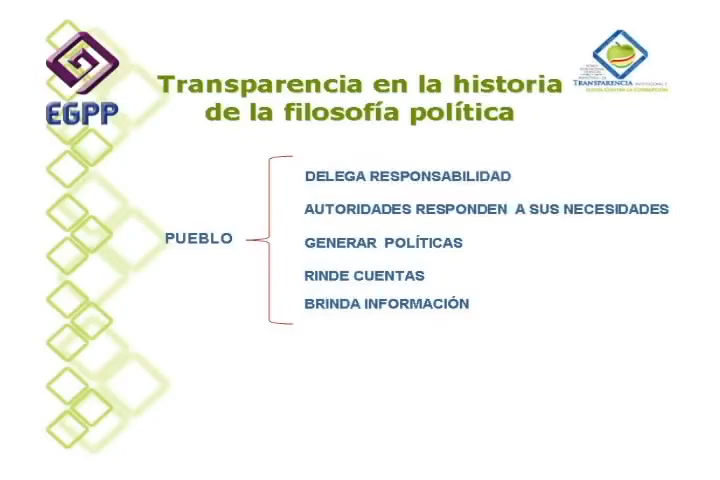 EGPP
Transparencia en la historia
de la filosofía política
TRANSPARENCIA
PUEBLO
DELEGA RESPONSABILIDAD
AUTORIDADES RESPONDEN A SUS NECESIDADES
GENERAR POLÍTICAS
RINDE CUENTAS
BRINDA INFORMACIÓN